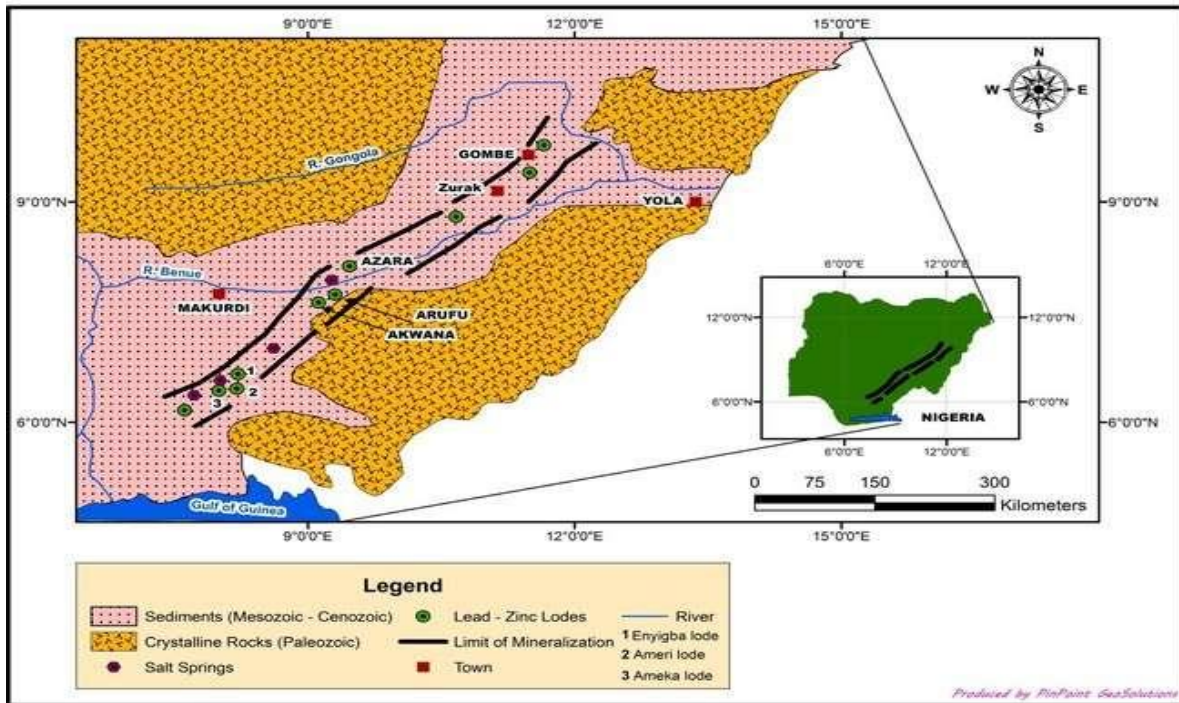 9°0'0"E 12°0'0"E 15°0'0"E
N
W E
S
R. Gongola
GOMBE
Zurak
9°0'0"N
YOLA
9°0'0"N
AZARA
R. Benue
MAKURDI
ARUFU
AKWANA
1
2
3
6°0'0"N
6°0'0"N
Gulf of Guinea
6°0'0"E 12°0'0"E
12°0'0"N
12°0'0"N
6°0'0"N
6°0'0"N
NIGERIA
6°0'0"E 12°0'0"E
0 75 150 300
Kilometers
9°0'0"E 12°0'0"E 15°0'0"E
Legend
Sediments (Mesozoic - Cenozoic)
Crystalline Rocks (Paleozoic)
Salt Springs
Lead - Zinc Lodes
Limit of Mineralization
Town
River
1 Enyigba lode
2 Ameri lode
3 Ameka lode
Produced by PinPoint GeoSolutions